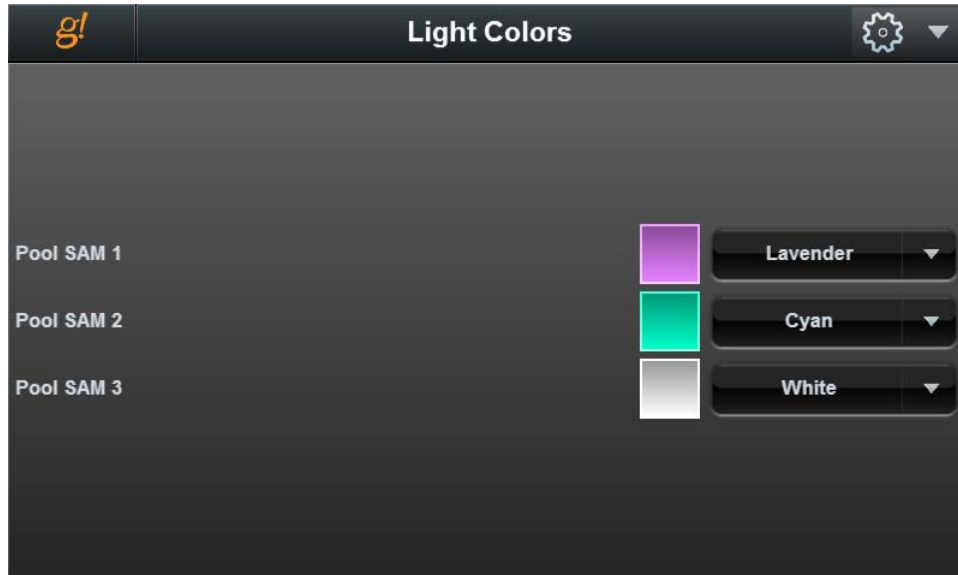 g!
Light Colors
Pool SAM 1
Lavender
Pool SAM 2
Cyan
Pool SAM 3
White